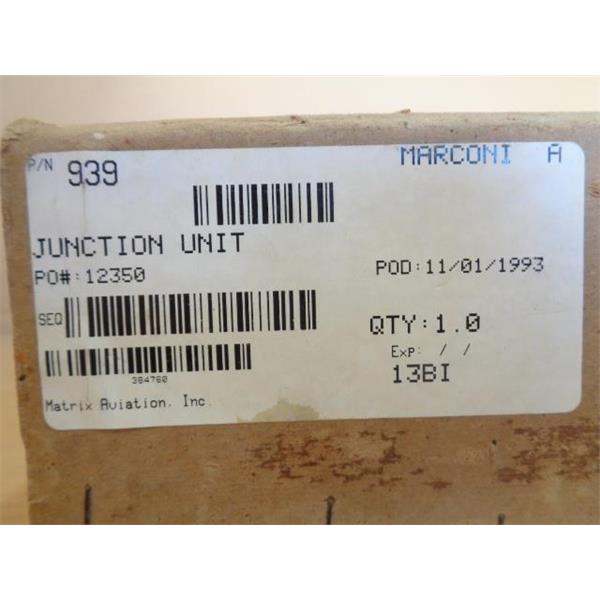 P/N 939 MARCONI A
JUNCTION UNIT
PO#:12350 POD:11/01/1993
SEQ QTY:1.0
Exp: / /
384760 13BI
Matrix Aviation, Inc.